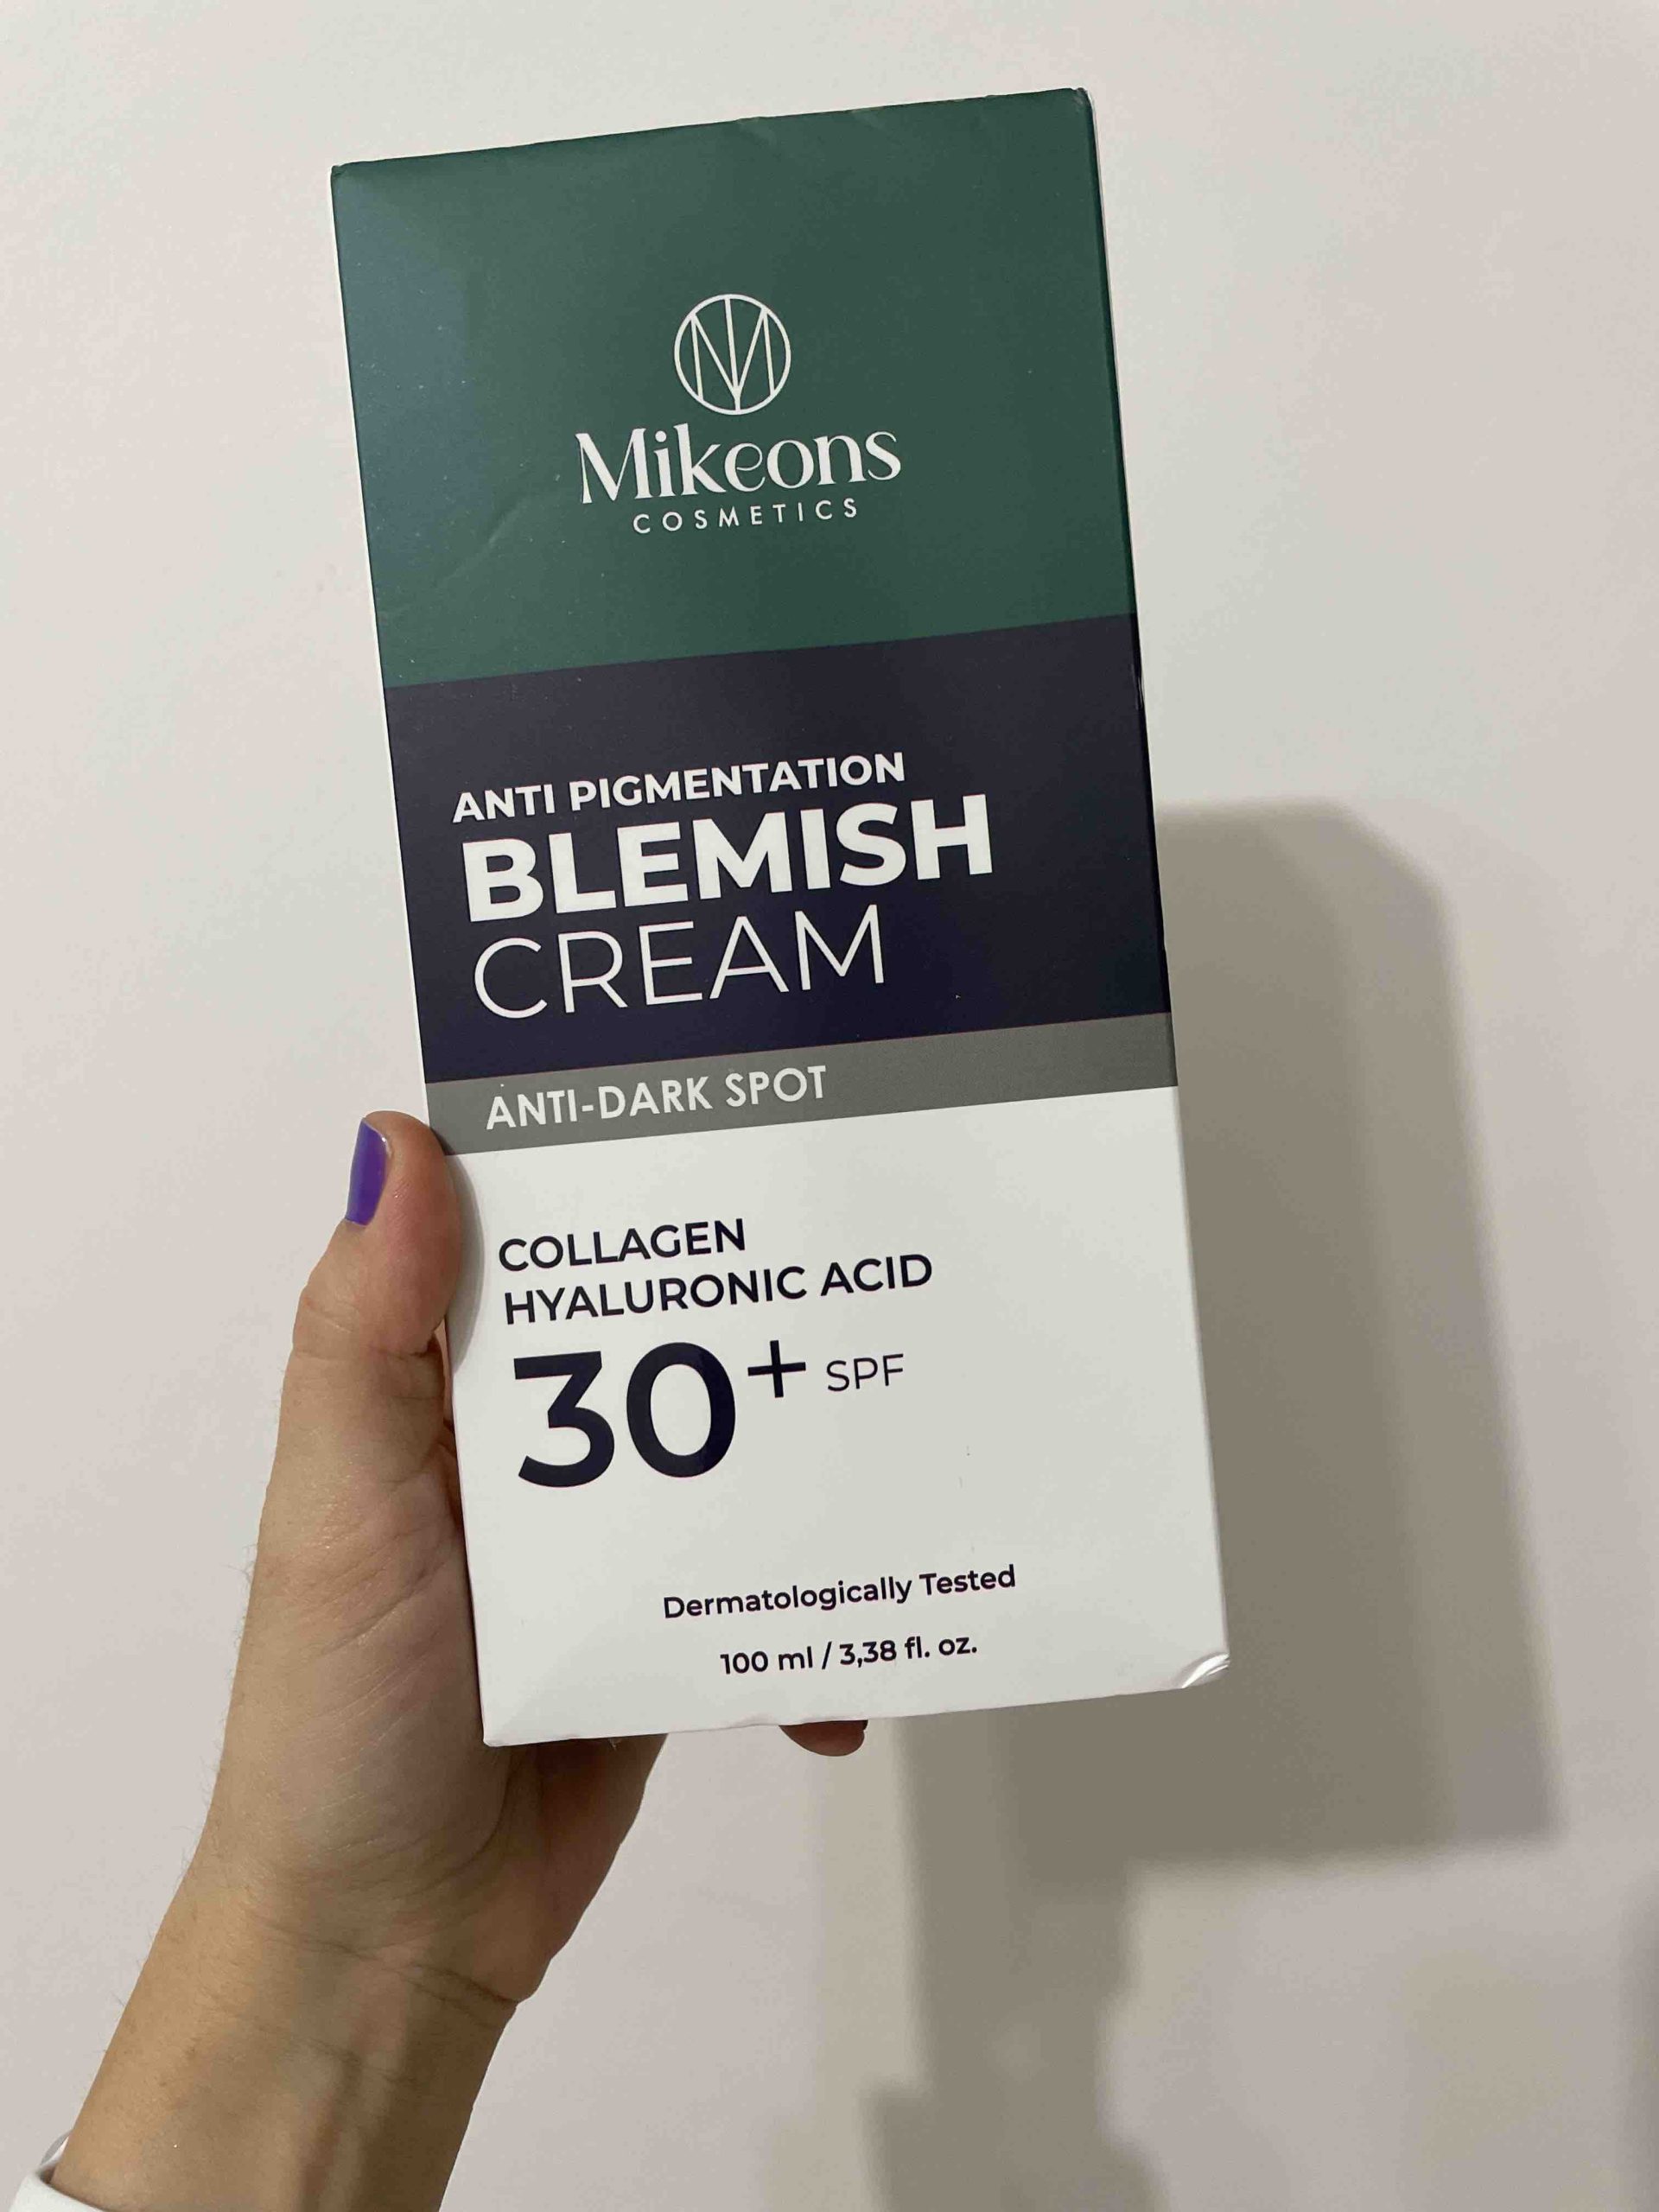 Mikeons
COSMETICS
ANTI PIGMENTATION
BLEMISH
CREAM
ANTI-DARK SPOT
COLLAGEN
HYALURONIC ACID
30+ SPF
Dermatologically Tested
100 ml / 3,38 fl. oz.